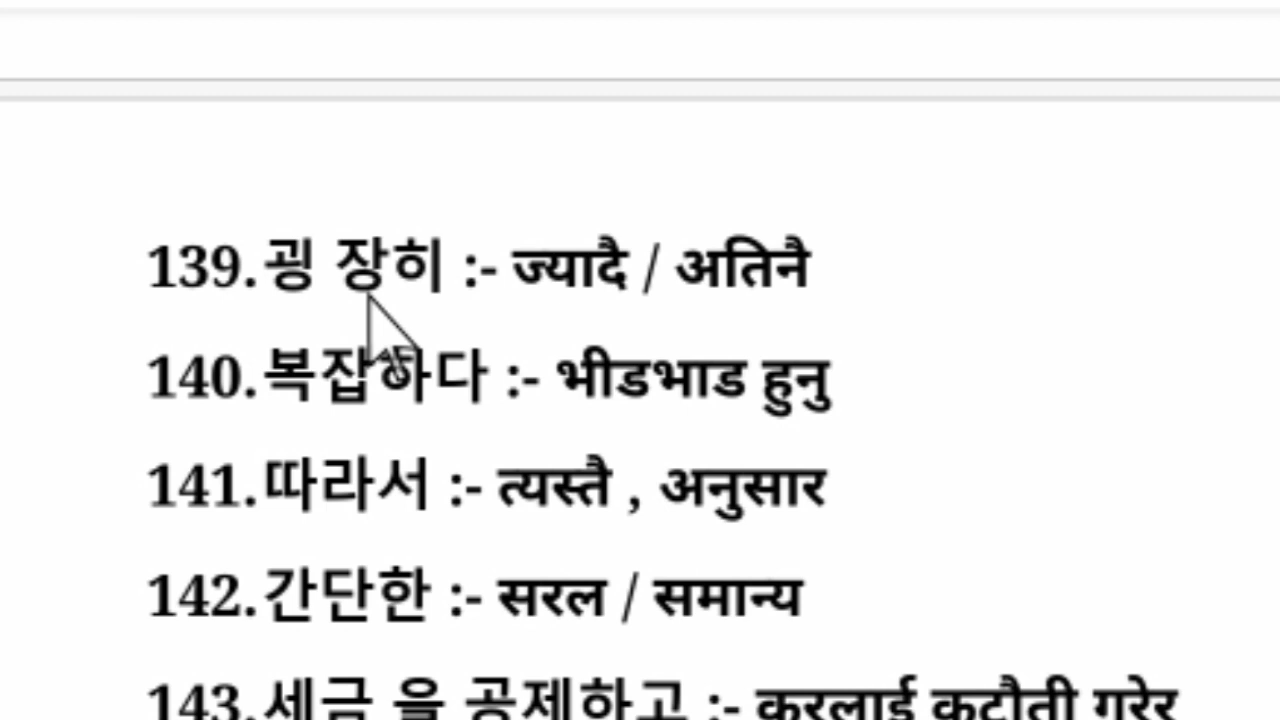 139.굉 장히 :- ज्यादै / अतिनै
140.복잡하다 :- भीडभाड हुनु
141.따라서 :- त्यस्तै , अनुसार
142.간단한 :- सरल / समान्य
143.세금 을 공제하고 :- करलाई कटौती गरेर